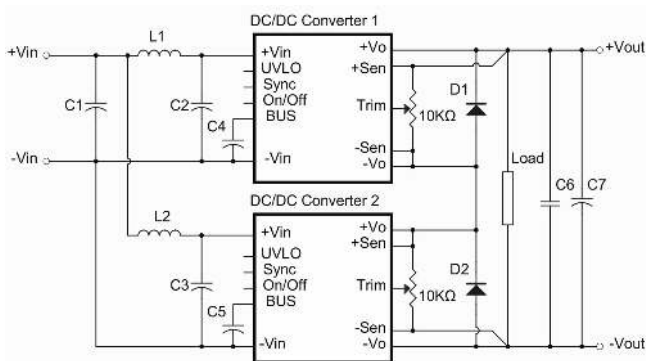 DC/DC Converter 1
L1
+Vin
+Vin
+Vo
+Vout
UVLO
+Sen
Sync
D1
C1
C2
On/Off
Trim
10KΩ
C4
BUS
-Sen
-Vin
-Vin
-Vo
Load
C6
C7
DC/DC Converter 2
L2
+Vin
+Vo
+Sen
UVLO
D2
Sync
C3
On/Off
Trim
10KΩ
C5
BUS
-Sen
-Vin
-Vo
-Vout